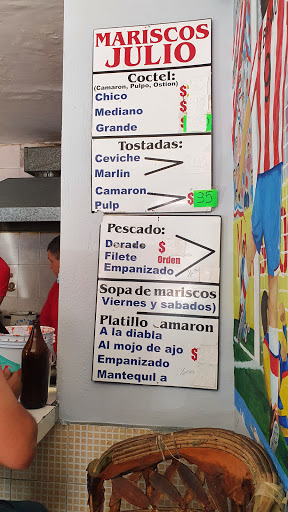 MARISCOS
JULIO
Coctel:
(Camaron, Pulpo, Ostion)
Chico $
Mediano $
Grande $
Tostadas:
Ceviche
Marlin
Camaron
Pulp $35
Pescado:
Dorado $
Filete Orden
Empanizado
Sopa de mariscos
Viernes y sabados)
Platillo camaron
A la diabla
Al mojo de ajo $
Empanizado
Mantequi a